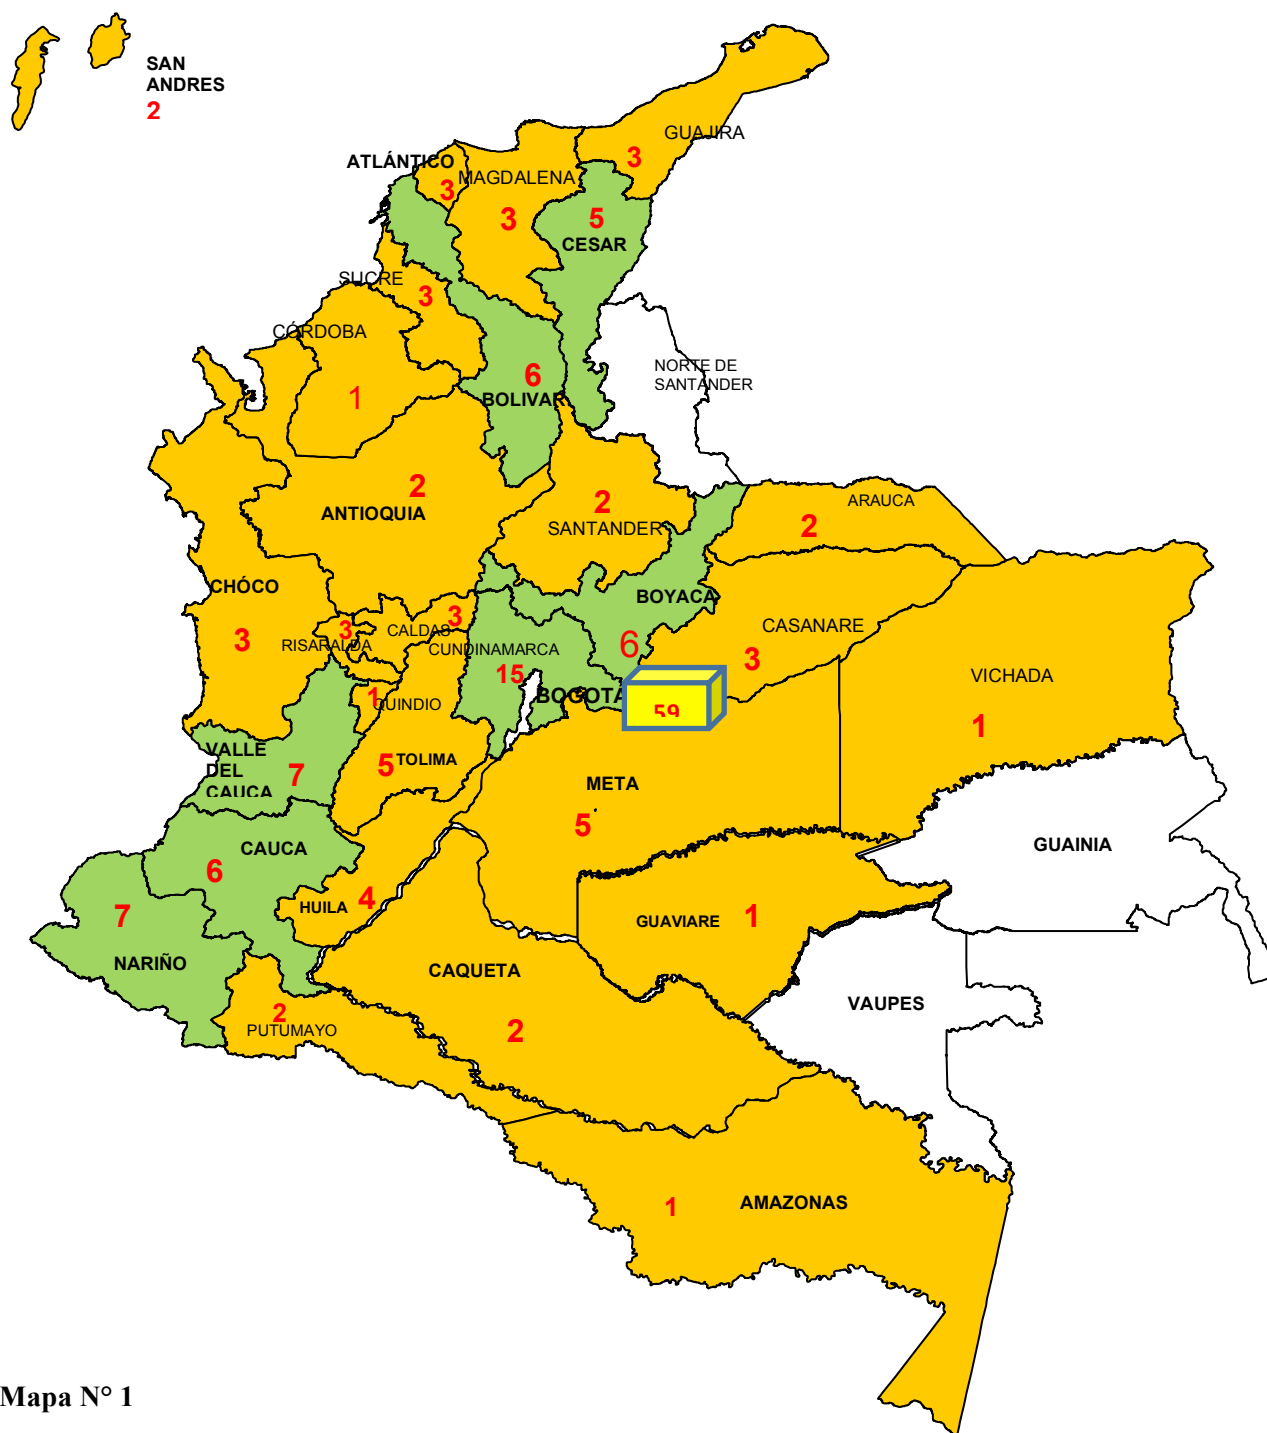 SAN
ANDRES
2
GUAJIRA
3
ATLÁNTICO
3
MAGDALENA
3
5
CESAR
SUCRE
3
CÓRDOBA
1
6
BOLIVAR
NORTE DE
SANTANDER
2
ANTIOQUIA
2
SANTANDER
ARAUCA
2
CHÓCO
3
BOYACA
6
3
RISARALDA
3
CALDAS
CUNDINAMARCA
15
CASANARE
3
VICHADA
1
BOGOTA
59
1
QUINDIO
VALLE
DEL
CAUCA
7
5 TOLIMA
META
5
CAUCA
6
GUAINIA
HUILA
4
GUAVIARE
1
7
NARIÑO
CAQUETA
2
VAUPES
2
PUTUMAYO
1
AMAZONAS
Mapa N° 1